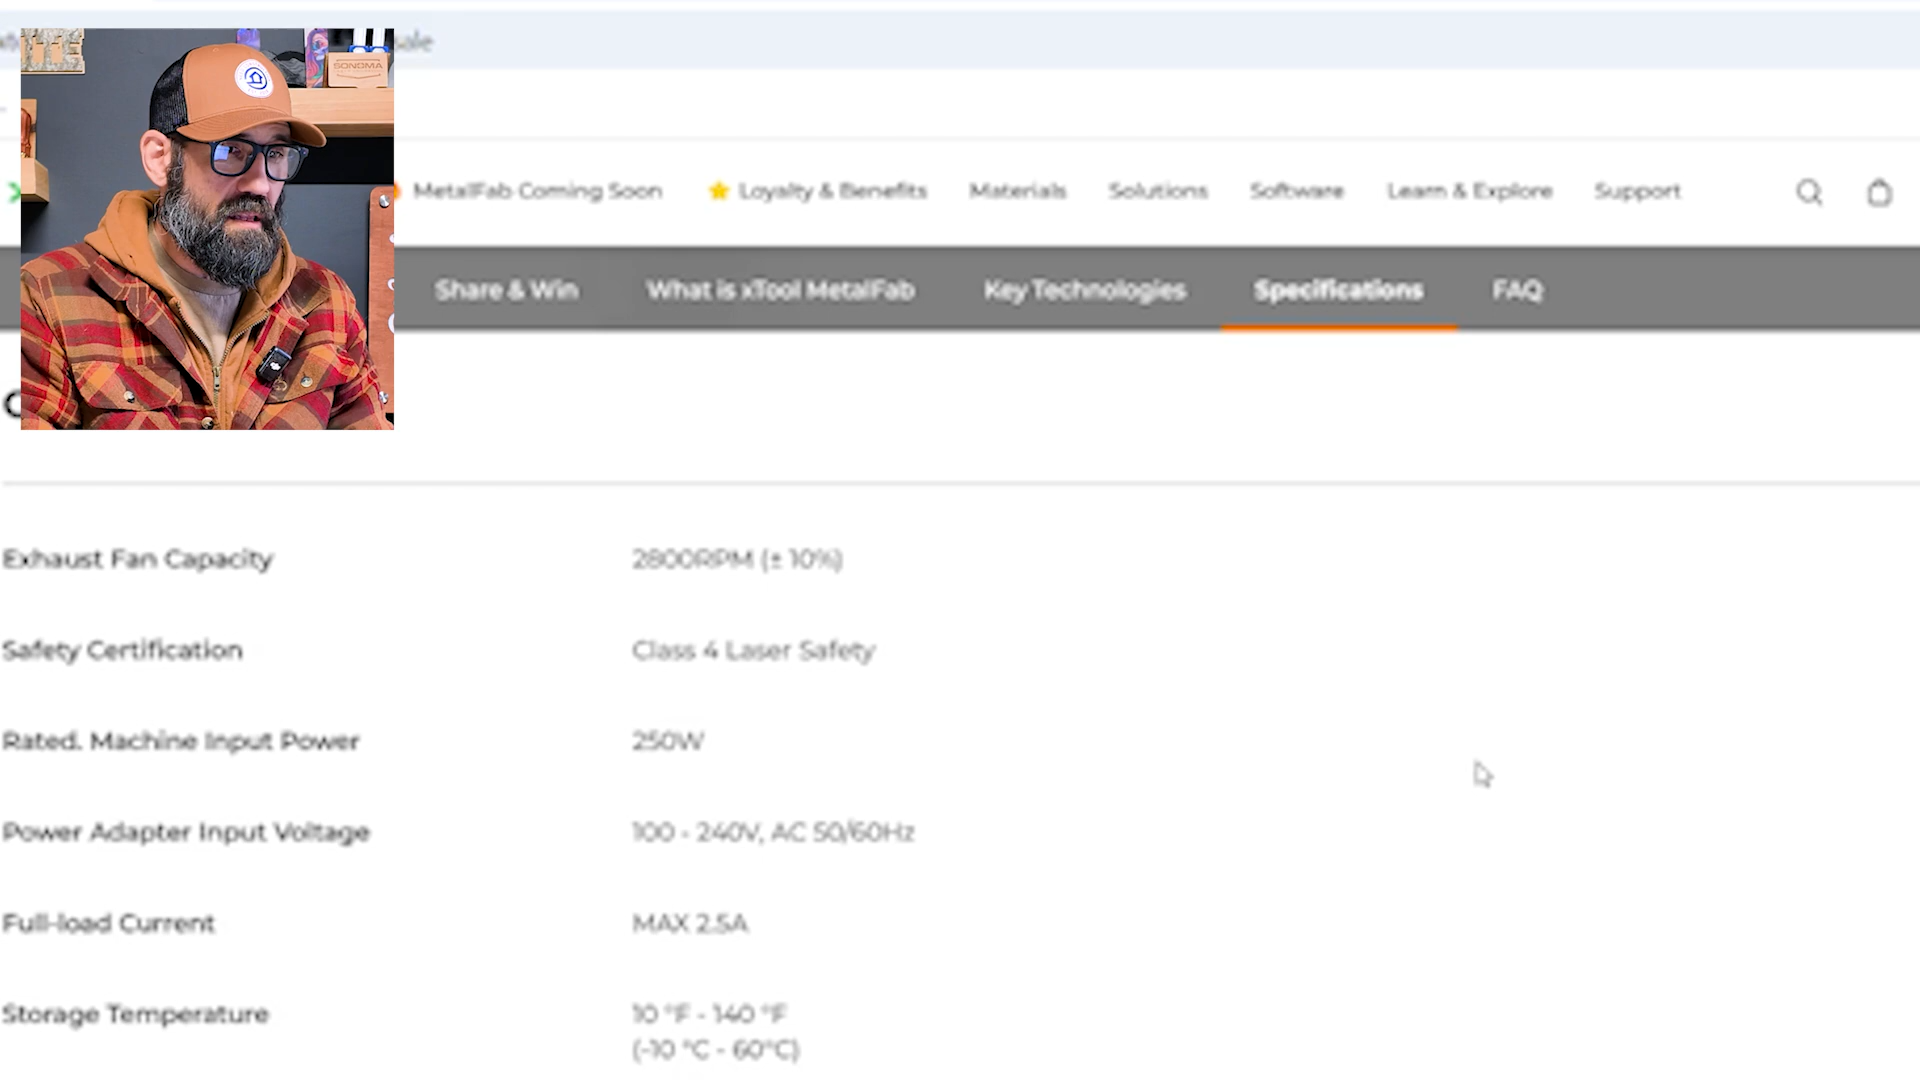 sale
SONOMA
MetalFab Coming Soon
Loyalty & Benefits
Materials
Solutions
Software
Learn & Explore
Support
Share & Win
What is xTool MetalFab
Key Technologies
Specifications
FAQ
Exhaust Fan Capacity
2800RPM (± 10%)
Safety Certification
Class 4 Laser Safety
Rated. Machine Input Power
250W
Power Adapter Input Voltage
100 - 240V, AC 50/60Hz
Full-load Current
MAX 2.5A
Storage Temperature
10 °F - 140 °F
(-10 °C - 60°C)